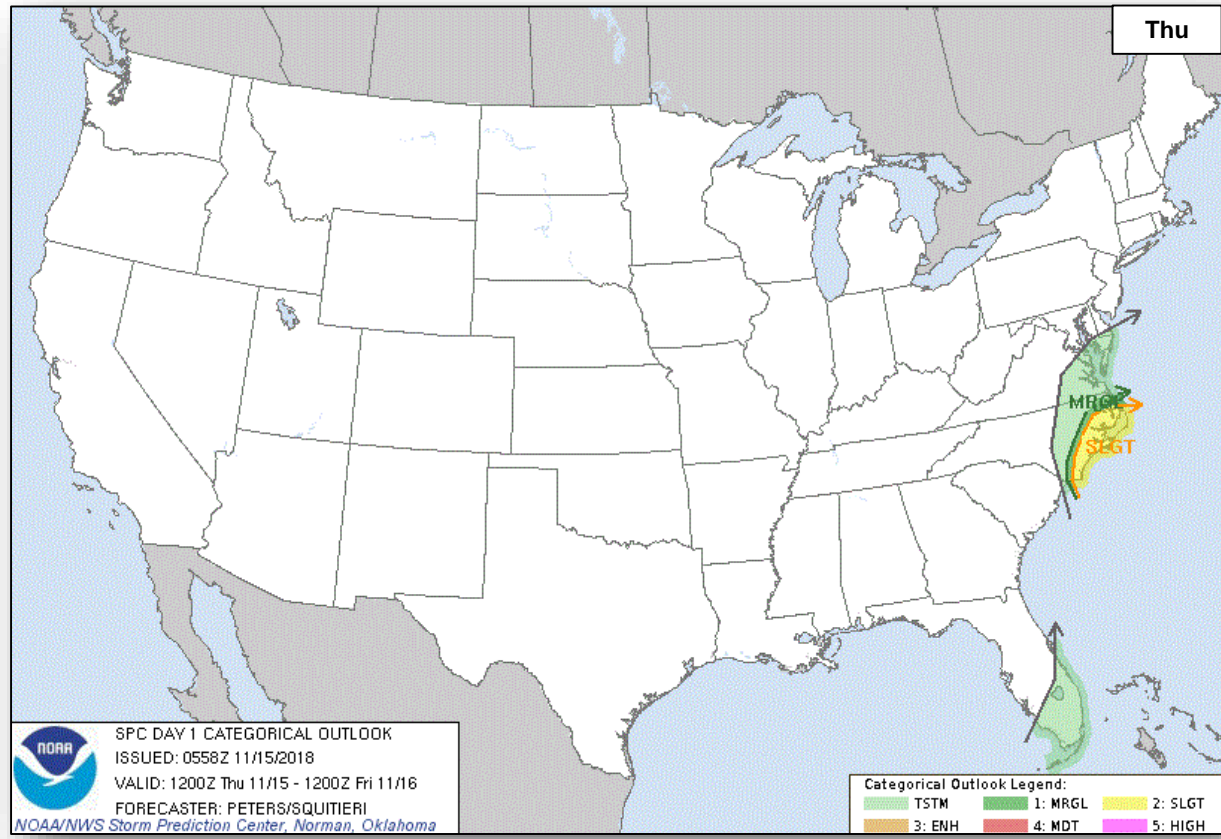 Thu
MRGL
SLGT
NOAA
SPC DAY 1 CATEGORICAL OUTLOOK
ISSUED: 0558Z 11/15/2018
VALID: 1200Z Thu 11/15 - 1200Z Fri 11/16
FORECASTER: PETERS/SQUITIERI
NOAA/NWS Storm Prediction Center, Norman, Oklahoma
Categorical Outlook Legend:
TSTM 1: MRGL 2: SLGT
3: ENH 4: MDT 5: HIGH